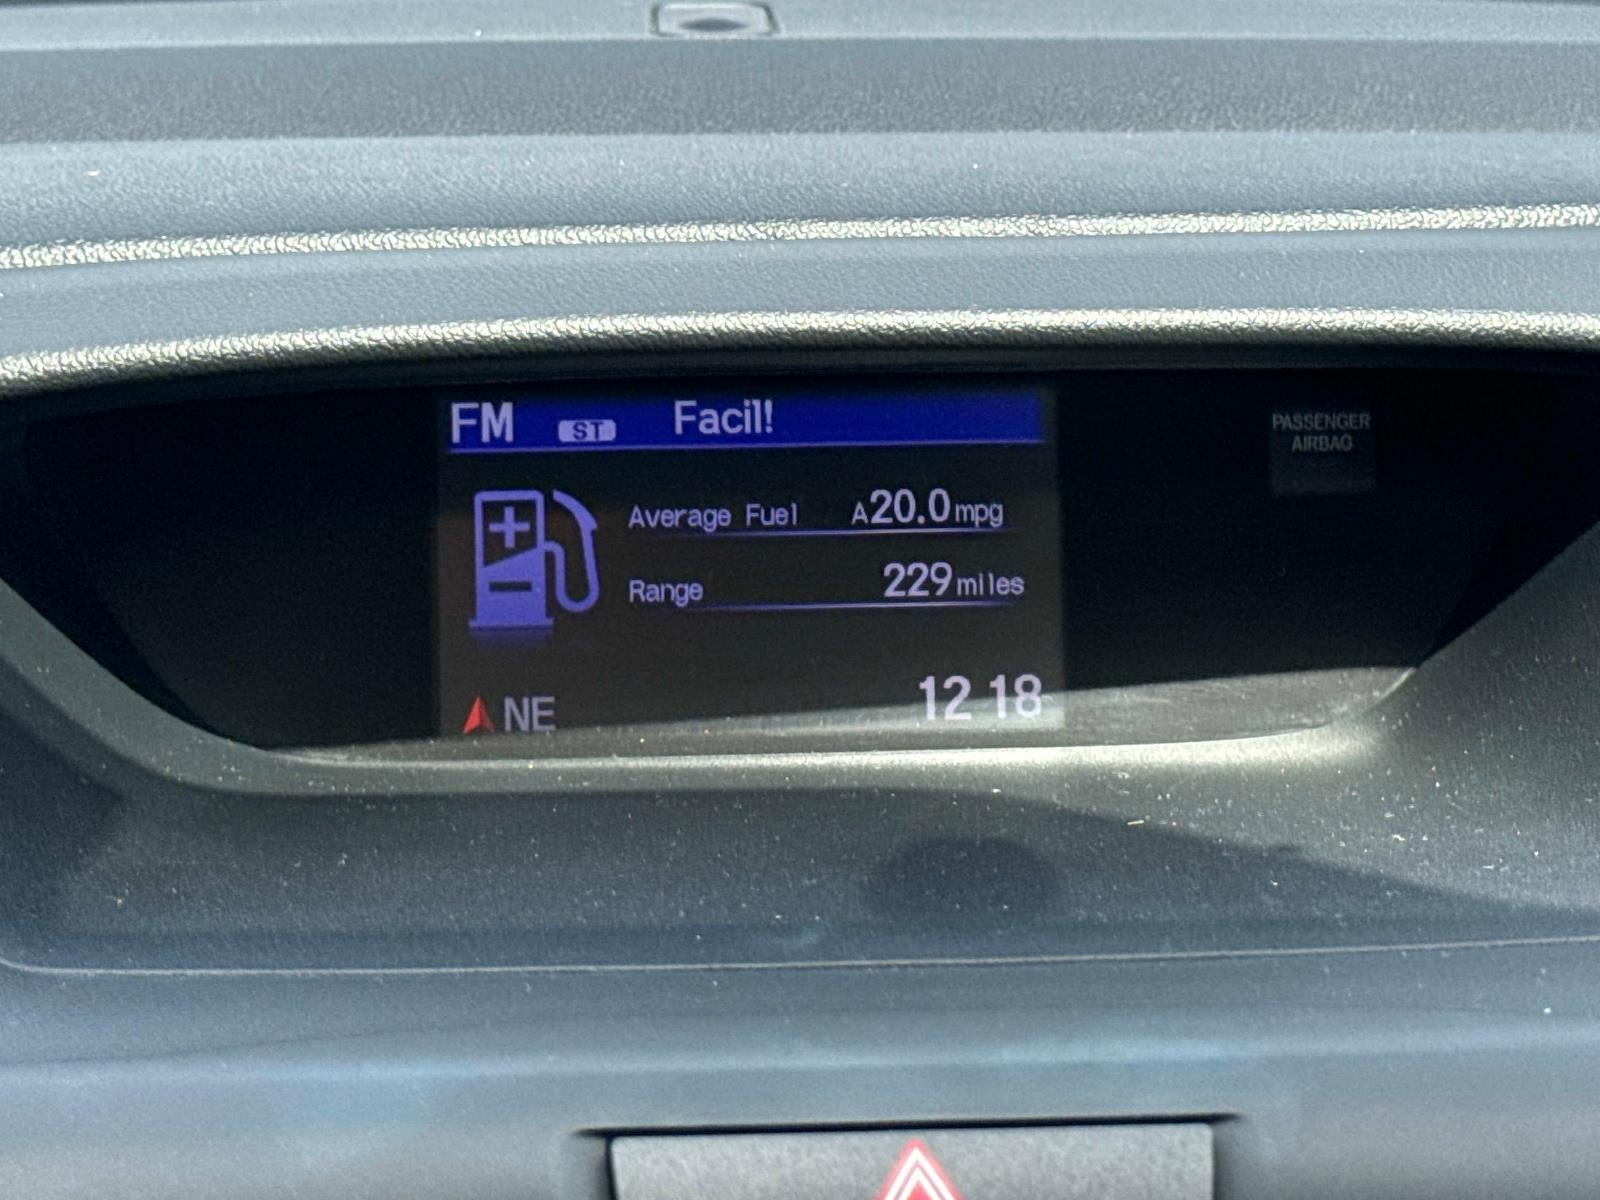 FM ST Facil!
PASSENGER
AIRBAG
Average Fuel A20.0mpg
Range 229miles
NE 12 18